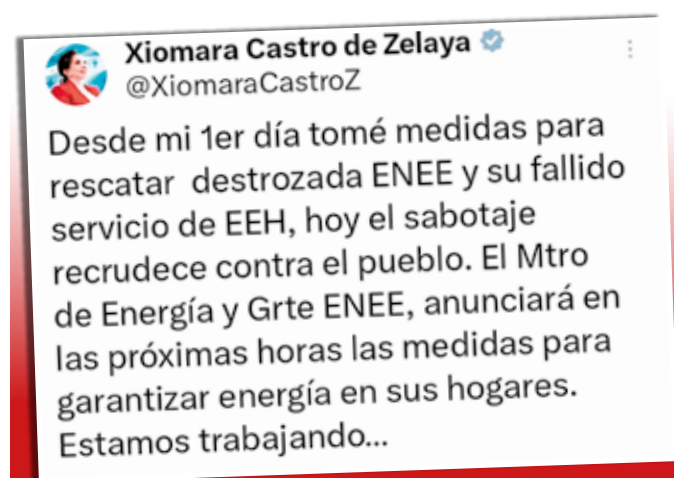 Xiomara Castro de Zelaya
@XiomaraCastroZ
Desde mi 1er día tomé medidas para
rescatar  destrozada ENEE y su fallido
servicio de EEH, hoy el sabotaje
recrudece contra el pueblo. El Mtro
de Energía y Grte ENEE, anunciará en
las próximas horas las medidas para
garantizar energía en sus hogares.
Estamos trabajando...